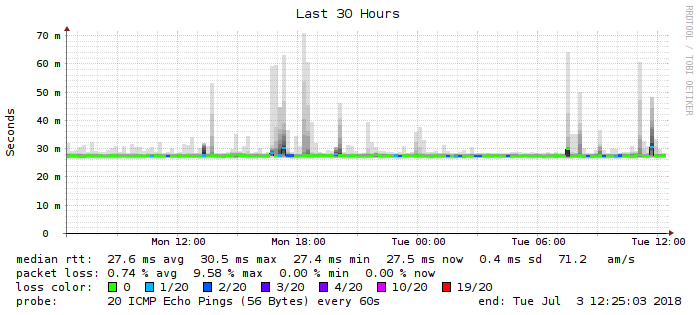 Last 30 Hours
RRDTOOL / TOBI OETIKER
Seconds
70 m
60 m
50 m
40 m
30 m
20 m
10 m
0
Mon 12:00 Mon 18:00 Tue 00:00 Tue 06:00 Tue 12:00
median rtt: 27.6 ms avg 30.5 ms max 27.4 ms min 27.5 ms now 0.4 ms sd 71.2 am/s
packet loss: 0.74 % avg 9.58 % max 0.00 % min 0.00 % now
loss color: 0 1/20 2/20 3/20 4/20 10/20 19/20
probe: 20 ICMP Echo Pings (56 Bytes) every 60s end: Tue Jul 3 12:25:03 2018